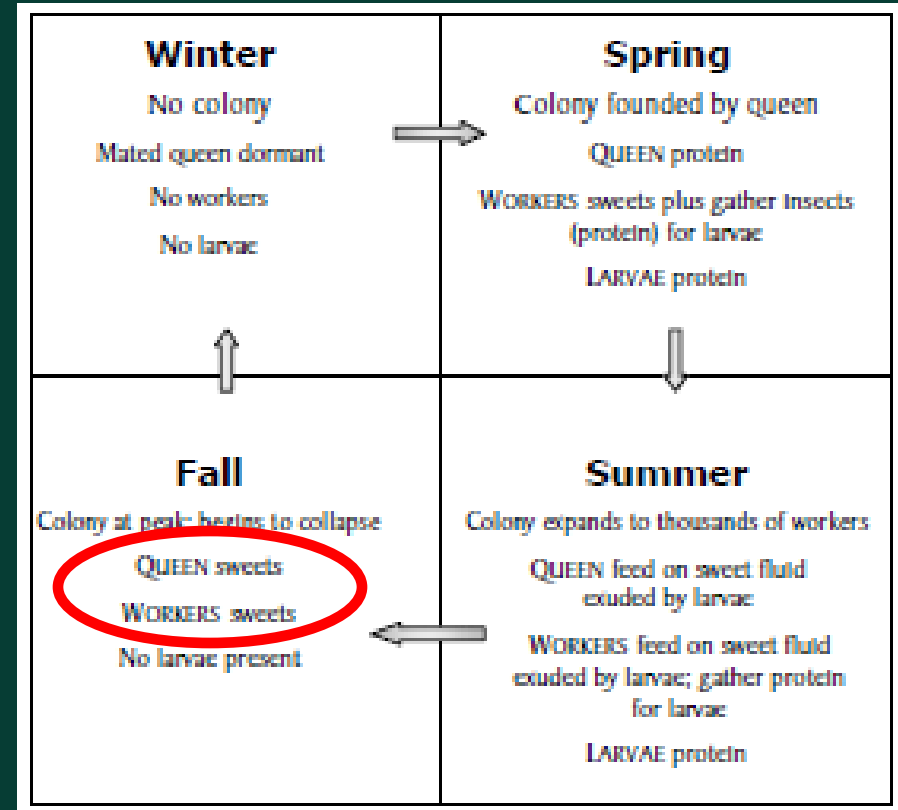 Winter
No colony
Mated queen dormant
No workers
No larvae
Spring
Colony founded by queen
QUEEN protein
WORKERS sweets plus gather insects
(protein) for larvae
LARVAE protein
Fall
Colony at peak; begins to collapse
QUEEN sweets
WORKERS sweets
No larvae present
Summer
Colony expands to thousands of workers
QUEEN feed on sweet fluid
exuded by larvae
WORKERS feed on sweet fluid
exuded by larvae; gather protein
for larvae
LARVAE protein